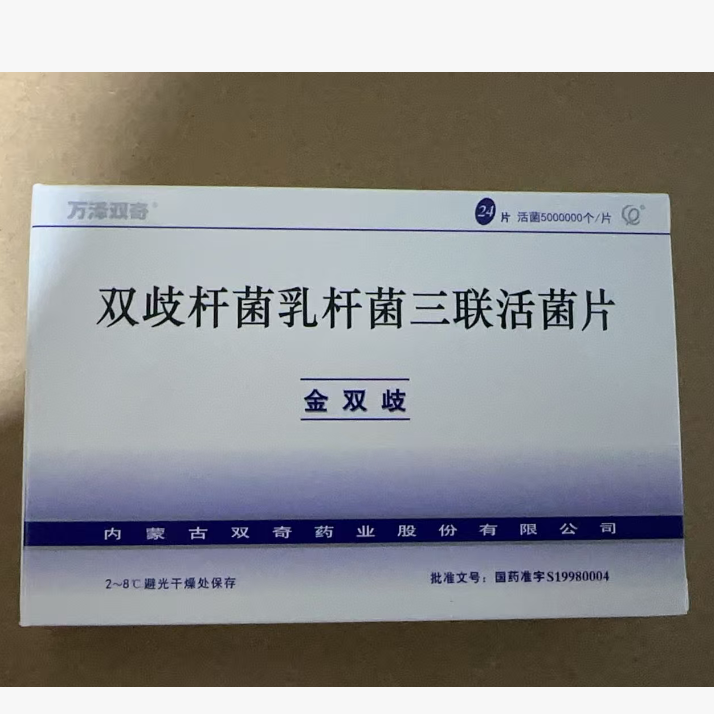 万泽双奇®
24片 活菌5000000个/片
双歧杆菌乳杆菌三联活菌片
金双歧
内蒙古双奇药业股份有限公司
2~8℃避光干燥处保存
批准文号：国药准字S19980004